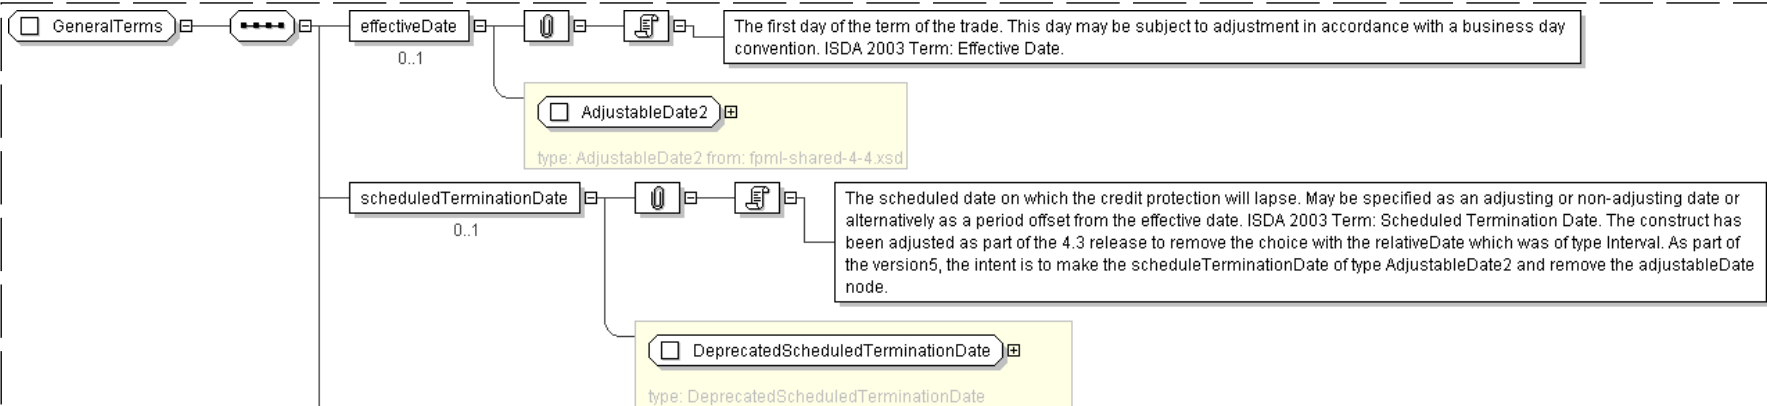 GeneralTerms
effectiveDate
0..1
The first day of the term of the trade. This day may be subject to adjustment in accordance with a business day
convention. ISDA 2003 Term: Effective Date.
AdjustableDate2
type: AdjustableDate2 from: fpml-shared-4-4.xsd
scheduledTerminationDate
0..1
The scheduled date on which the credit protection will lapse. May be specified as an adjusting or non-adjusting date or
alternatively as a period offset from the effective date. ISDA 2003 Term: Scheduled Termination Date. The construct has
been adjusted as part of the 4.3 release to remove the choice with the relativeDate which was of type Interval. As part of
the version5, the intent is to make the scheduleTerminationDate of type AdjustableDate2 and remove the adjustableDate
node.
DeprecatedScheduledTerminationDate
type: DeprecatedScheduledTerminationDate